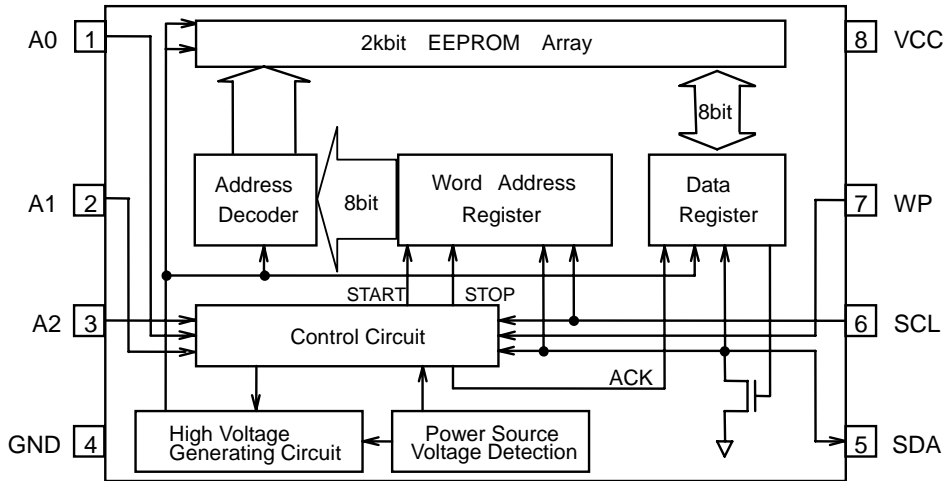 A0 1
2kbit EEPROM Array
8 VCC
8bit
A1 2
Address
Decoder
8bit
Word Address
Register
Data
Register
7 WP
START
STOP
A2 3
Control Circuit
6 SCL
ACK
GND 4
High Voltage
Generating Circuit
Power Source
Voltage Detection
5 SDA